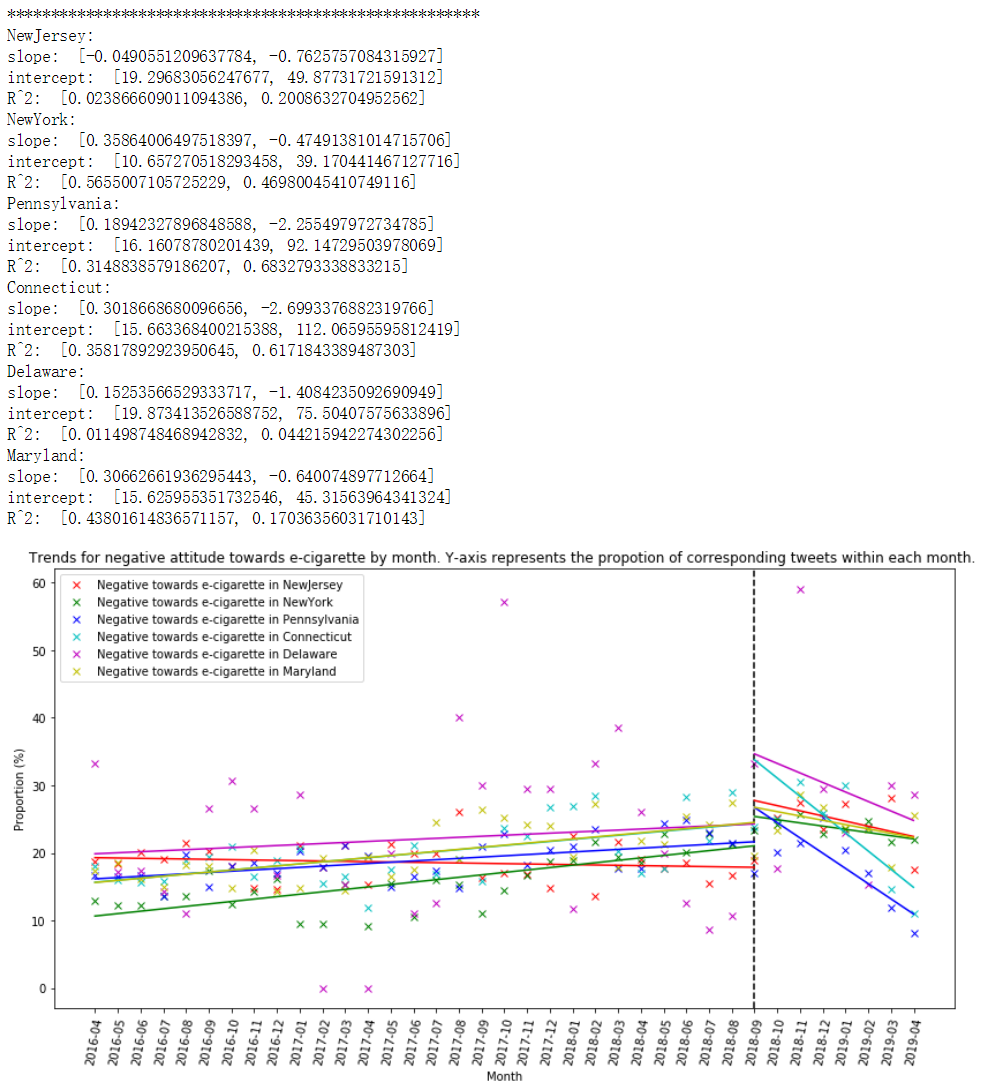 ******************************************************
NewJersey:
slope:  [-0.0490551209637784, -0.7625757084315927]
intercept:  [19.29683056247677, 49.87731721591312]
R^2:  [0.023866609011094386, 0.2008632704952562]
NewYork:
slope:  [0.35864006497518397, -0.47491381014715706]
intercept:  [10.657270518293458, 39.170441467127716]
R^2:  [0.5655007105725229, 0.46980045410749116]
Pennsylvania:
slope:  [0.18942327896848588, -2.255497972734785]
intercept:  [16.16078780201439, 92.14729503978069]
R^2:  [0.3148838579186207, 0.6832793338833215]
Connecticut:
slope:  [0.3018668680096656, -2.6993376882319766]
intercept:  [15.663368400215388, 112.06595595812419]
R^2:  [0.35817892923950645, 0.6171843389487303]
Delaware:
slope:  [0.15253566529333717, -1.4084235092690949]
intercept:  [19.873413526588752, 75.50407575633896]
R^2:  [0.011498748468942832, 0.044215942274302256]
Maryland:
slope:  [0.30662661936295443, -0.640074897712664]
intercept:  [15.625955351732546, 45.31563964341324]
R^2:  [0.43801614836571157, 0.17036356031710143]
Trends for negative attitude towards e-cigarette by month. Y-axis represents the propotion of corresponding tweets within each month.
Negative towards e-cigarette in NewJersey
Negative towards e-cigarette in NewYork
Negative towards e-cigarette in Pennsylvania
Negative towards e-cigarette in Connecticut
Negative towards e-cigarette in Delaware
Negative towards e-cigarette in Maryland
60
50
40
30
20
10
0
Proportion (%)
2016-04
2016-05
2016-06
2016-07
2016-08
2016-09
2016-10
2016-11
2016-12
2017-01
2017-02
2017-03
2017-04
2017-05
2017-06
2017-07
2017-08
2017-09
2017-10
2017-11
2017-12
2018-01
2018-02
2018-03
2018-04
2018-05
2018-06
2018-07
2018-08
2018-09
2018-10
2018-11
2018-12
2019-01
2019-02
2019-03
2019-04
Month